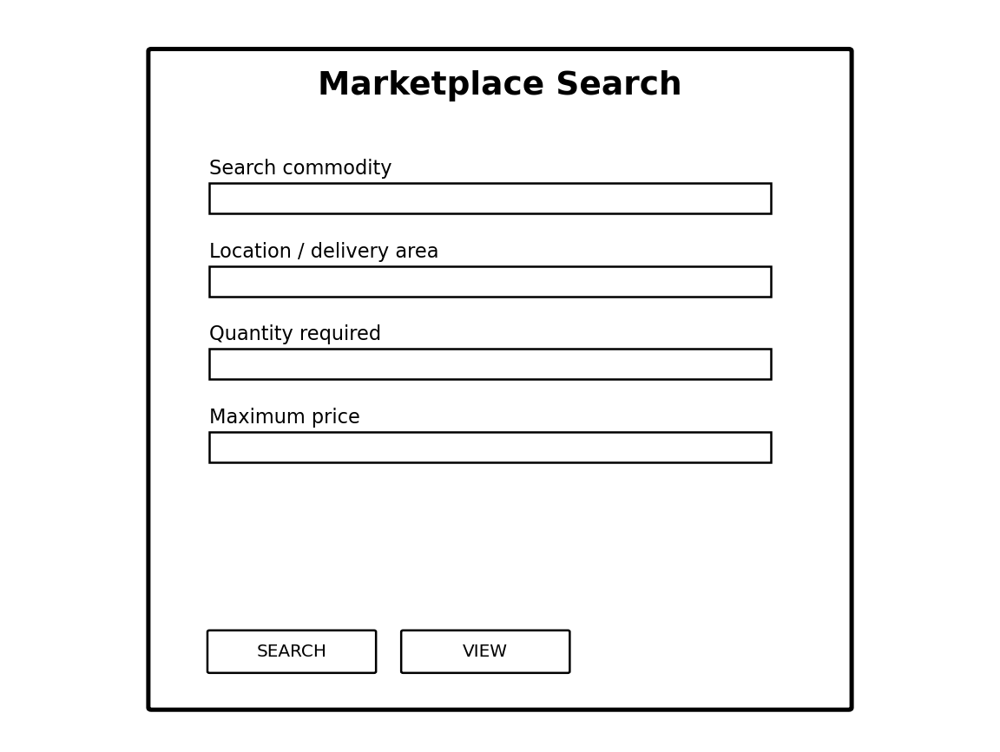 Marketplace Search
Search commodity
Location / delivery area
Quantity required
Maximum price
SEARCH
VIEW